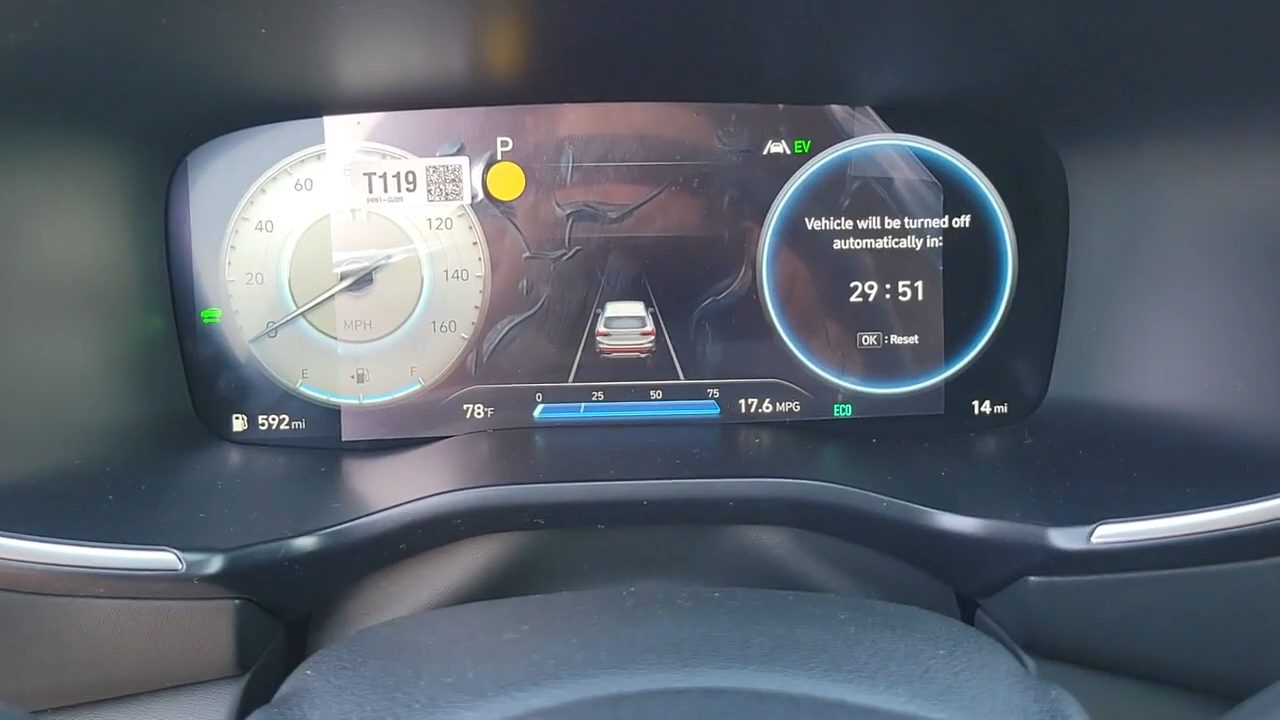 P
EV
60
T119
40
120
20
140
0
MPH
160
E
F
Vehicle will be turned off
automatically in:
29:51
OK : Reset
592 mi
78°F
0 25 50 75
17.6 MPG
ECO
14 mi